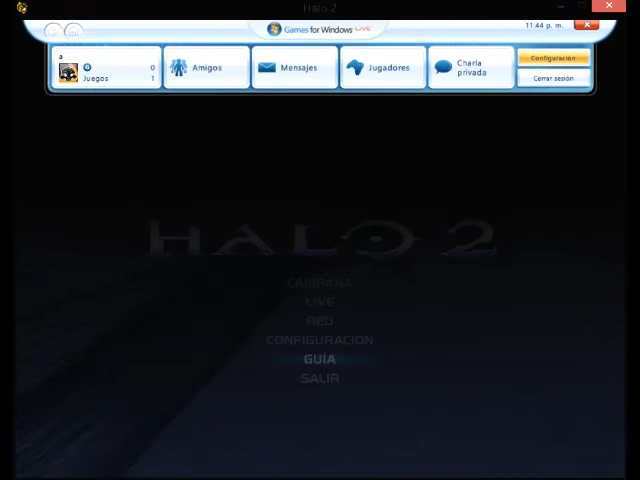 Halo 2
Games for Windows LIVE
11:44 p. m.
a
G 0
Juegos 1
Amigos
Mensajes
Jugadores
Charla
privada
Configuración
Cerrar sesión
HALO 2
CAMPAÑA
LIVE
RED
CONFIGURACION
GUÍA
SALIR